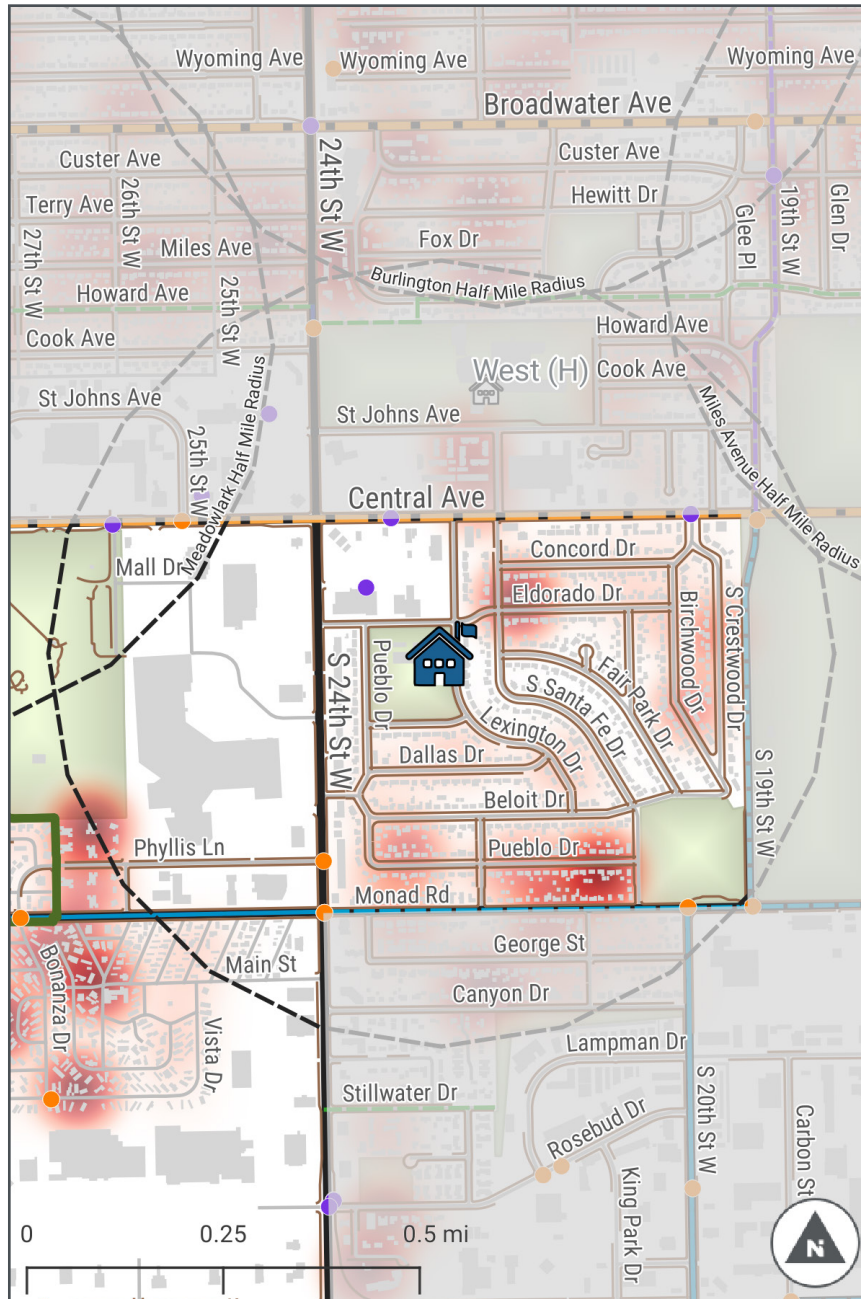 Wyoming Ave
Wyoming Ave
Wyoming Ave
Broadwater Ave
Custer Ave
24th St W
Custer Ave
26th St W
Hewitt Dr
19th St W
Glen Dr
Terry Ave
27th St W
Glee Pl
Miles Ave
Fox Dr
Burlington Half Mile Radius
Howard Ave
25th St W
Howard Ave
Cook Ave
West (H)
Cook Ave
St Johns Ave
St Johns Ave
25th St W
Meadowlark Half Mile Radius
Miles Avenue Half Mile Radius
Central Ave
Concord Dr
Mall Dr
Eldorado Dr
Birchwood Dr
S Crestwood Dr
Pueblo Dr
S 24th St W
Fair Park Dr
S Santa Fe Dr
Lexington Dr
Dallas Dr
Beloit Dr
S 19th St W
Phyllis Ln
Pueblo Dr
Monad Rd
Bonanza Dr
Main St
George St
Canyon Dr
Vista Dr
Lampman Dr
S 20th St W
Stillwater Dr
Rosebud Dr
Carbon St
King Park Dr
0 0.25 0.5 mi
N